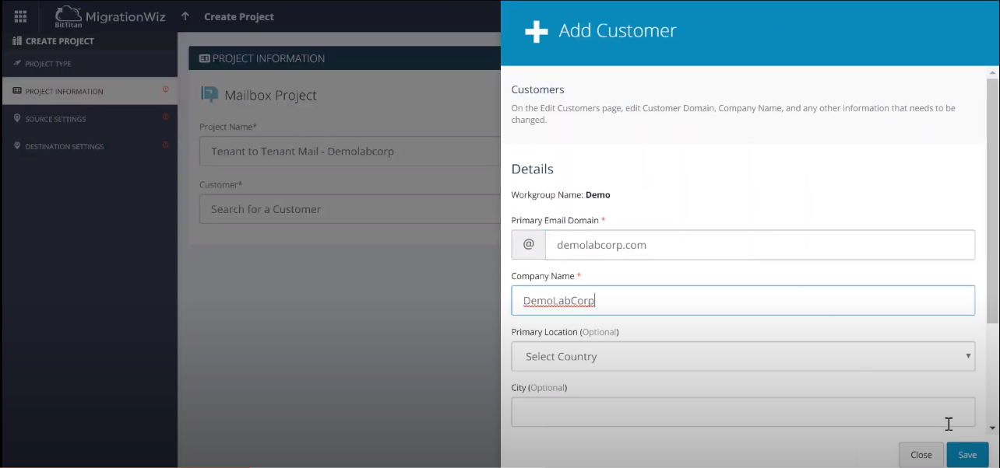 BitTitan
MigrationWiz
Create Project
CREATE PROJECT
PROJECT TYPE
PROJECT INFORMATION
SOURCE SETTINGS
DESTINATION SETTINGS
PROJECT INFORMATION
Mailbox Project
Project Name*
Tenant to Tenant Mail - Demolabcorp
Customer*
Search for a Customer
Add Customer
Customers
On the Edit Customers page, edit Customer Domain, Company Name, and any other information that needs to be
changed.
Details
Workgroup Name: Demo
Primary Email Domain *
@ demolabcorp.com
Company Name *
DemoLabCorp
Primary Location (Optional)
Select Country
City (Optional)
Close Save